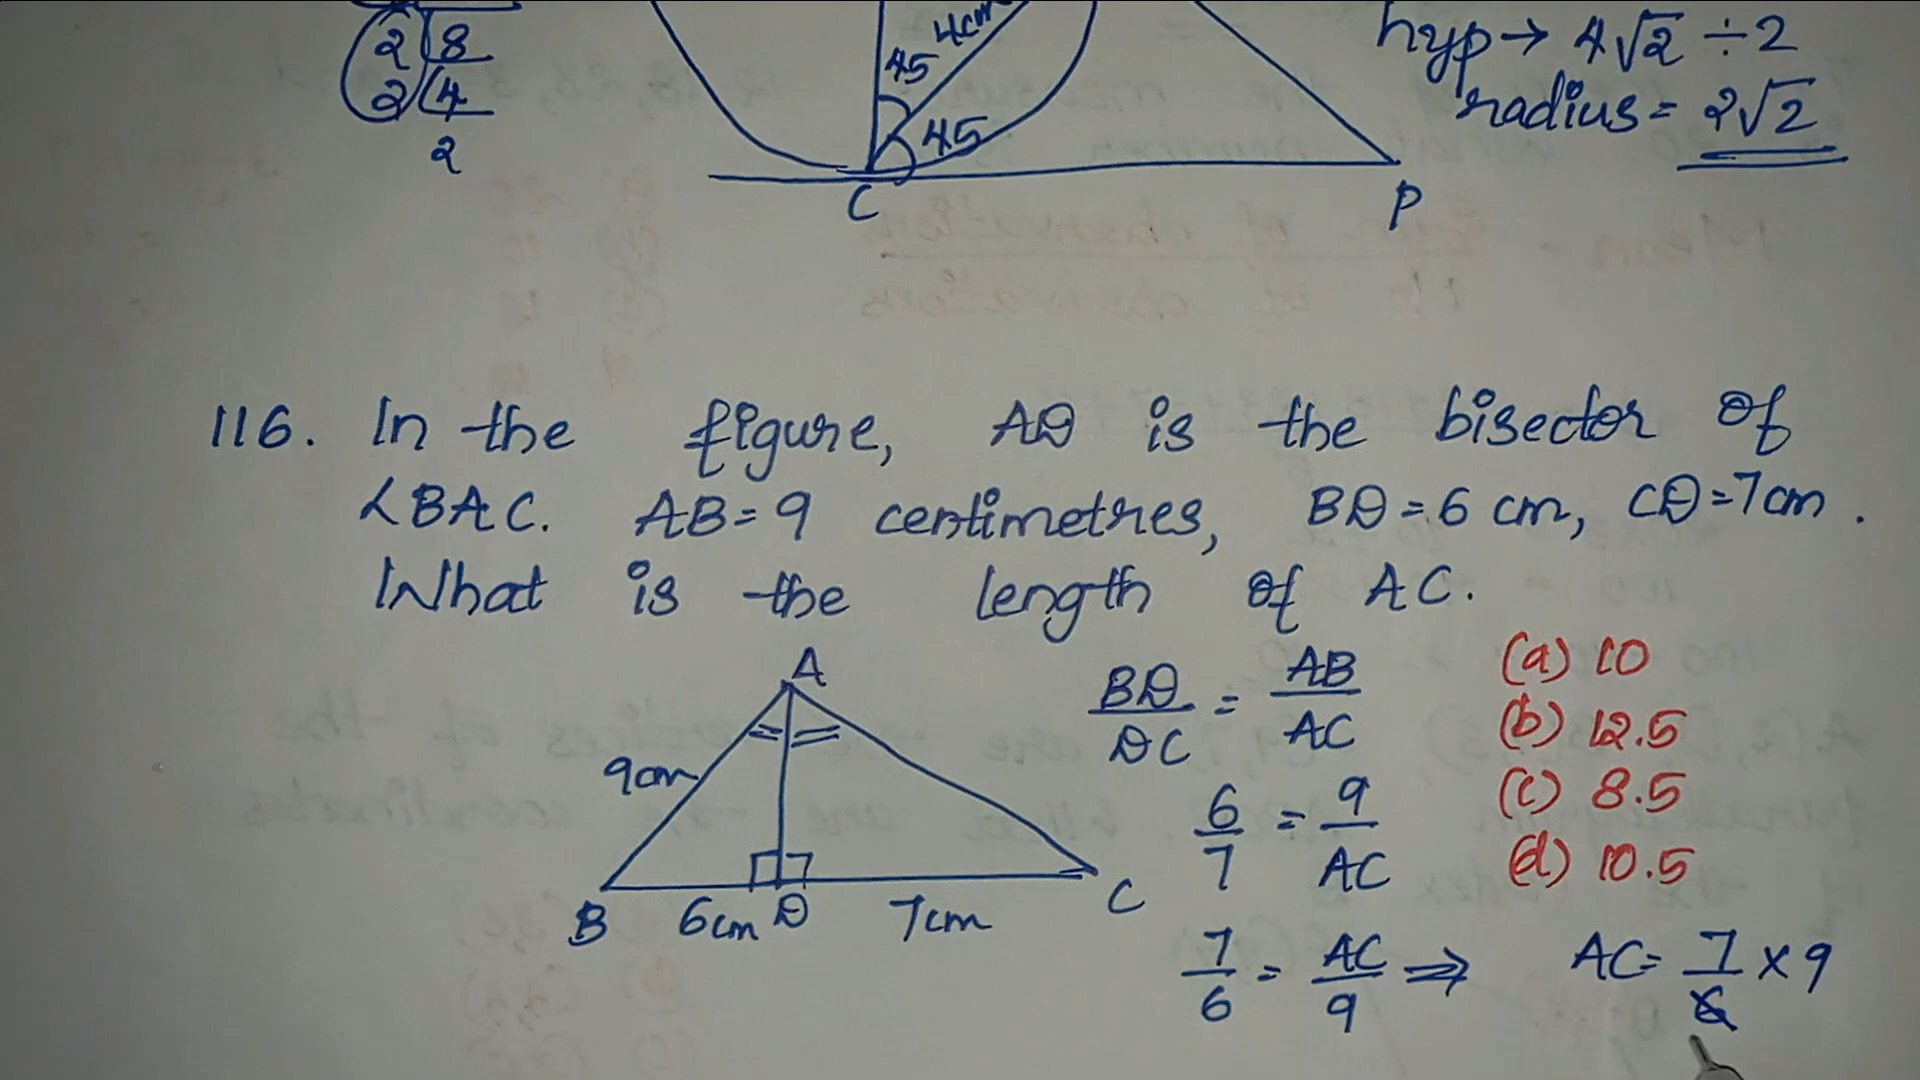 2 8
2 4
2
45
4cm
45
C
P
hyp → 4√2 ÷ 2
radius = 2√2
116. In the figure, AD is the bisector of
∠BAC. AB=9 centimetres, BD=6 cm, CD=7cm.
What is the length of AC.
A
9cm
B 6cm D 7cm C
BD/DC = AB/AC
6/7 = 9/AC
7/6 = AC/9 ⇒ AC = 7/6 × 9
(a) 10
(b) 12.5
(c) 8.5
(d) 10.5